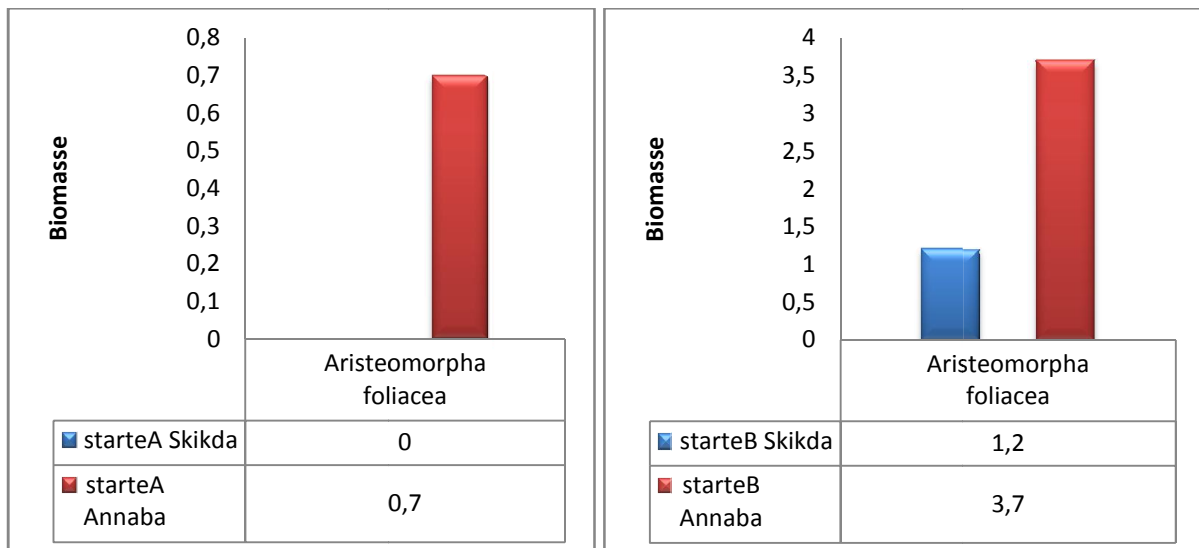 Biomasse
0,8
0,7
0,6
0,5
0,4
0,3
0,2
0,1
0
Aristeomorpha
foliacea
starteA Skikda
0
starteA
Annaba
0,7
Biomasse
4
3,5
3
2,5
2
1,5
1
0,5
0
Aristeomorpha
foliacea
starteB Skikda
1,2
starteB
Annaba
3,7